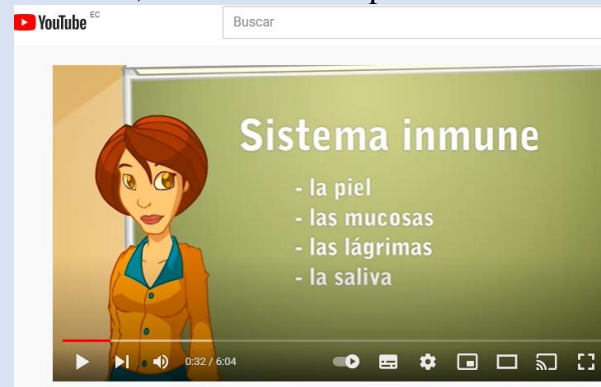 YouTube EC
Buscar
Sistema inmune
- la piel
- las mucosas
- las lágrimas
- la saliva
0:32 / 6:04